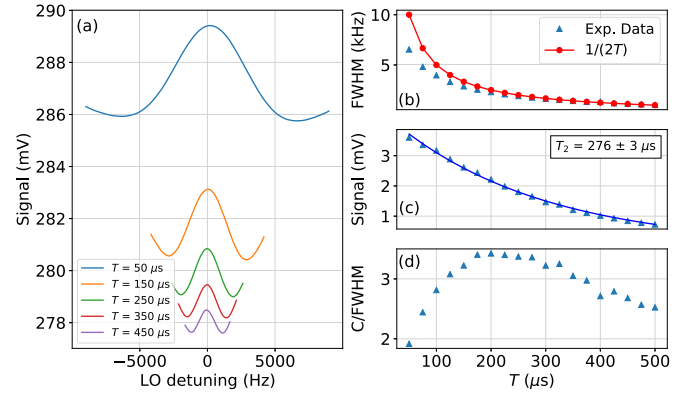 (a)
290
288
286
284
282
280
278
Signal (mV)
T = 50 μs
T = 150 μs
T = 250 μs
T = 350 μs
T = 450 μs
−5000 0 5000
LO detuning (Hz)
10
5
FWHM (kHz)
Exp. Data
1/(2T)
(b)
3
2
1
Signal (mV)
T₂ = 276 ± 3 μs
(c)
(d)
3
2
C/FWHM
100 200 300 400 500
T (μs)